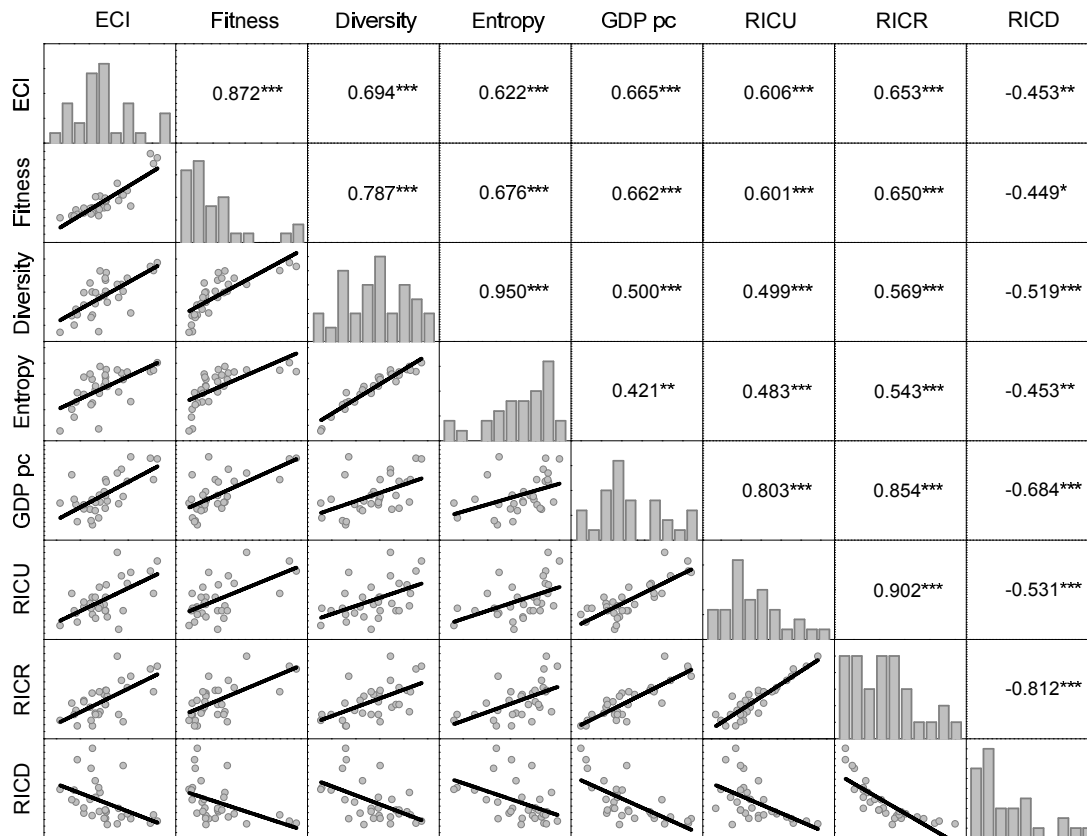 ECI Fitness Diversity Entropy GDP pc RICU RICR RICD
ECI 0.872*** 0.694*** 0.622*** 0.665*** 0.606*** 0.653*** -0.453**
Fitness 0.787*** 0.676*** 0.662*** 0.601*** 0.650*** -0.449*
Diversity 0.950*** 0.500*** 0.499*** 0.569*** -0.519***
Entropy 0.421** 0.483*** 0.543*** -0.453**
GDP pc 0.803*** 0.854*** -0.684***
RICU 0.902*** -0.531***
RICR -0.812***
RICD